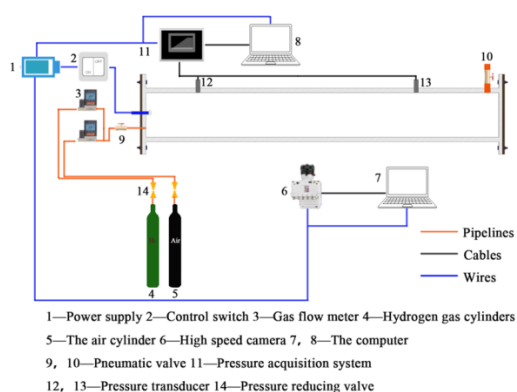 11
8
10
1
2
ON
OFF
3
12
13
9
14
6
7
Air
4
5
Pipelines
Cables
Wires
1—Power supply 2—Control switch 3—Gas flow meter 4—Hydrogen gas cylinders
5—The air cylinder 6—High speed camera 7, 8—The computer
9, 10—Pneumatic valve 11—Pressure acquisition system
12, 13—Pressure transducer 14—Pressure reducing valve